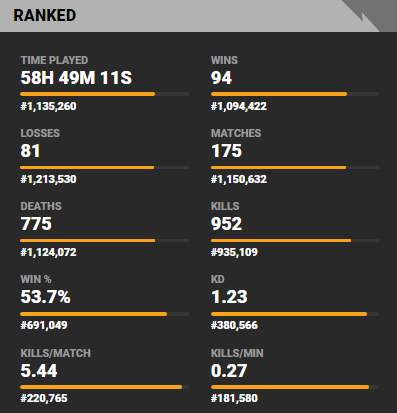 RANKED
TIME PLAYED
58H 49M 11S
#1,135,260
WINS
94
#1,094,422
LOSSES
81
#1,213,530
MATCHES
175
#1,150,632
DEATHS
775
#1,124,072
KILLS
952
#935,109
WIN %
53.7%
#691,049
KD
1.23
#380,566
KILLS/MATCH
5.44
#220,765
KILLS/MIN
0.27
#181,580